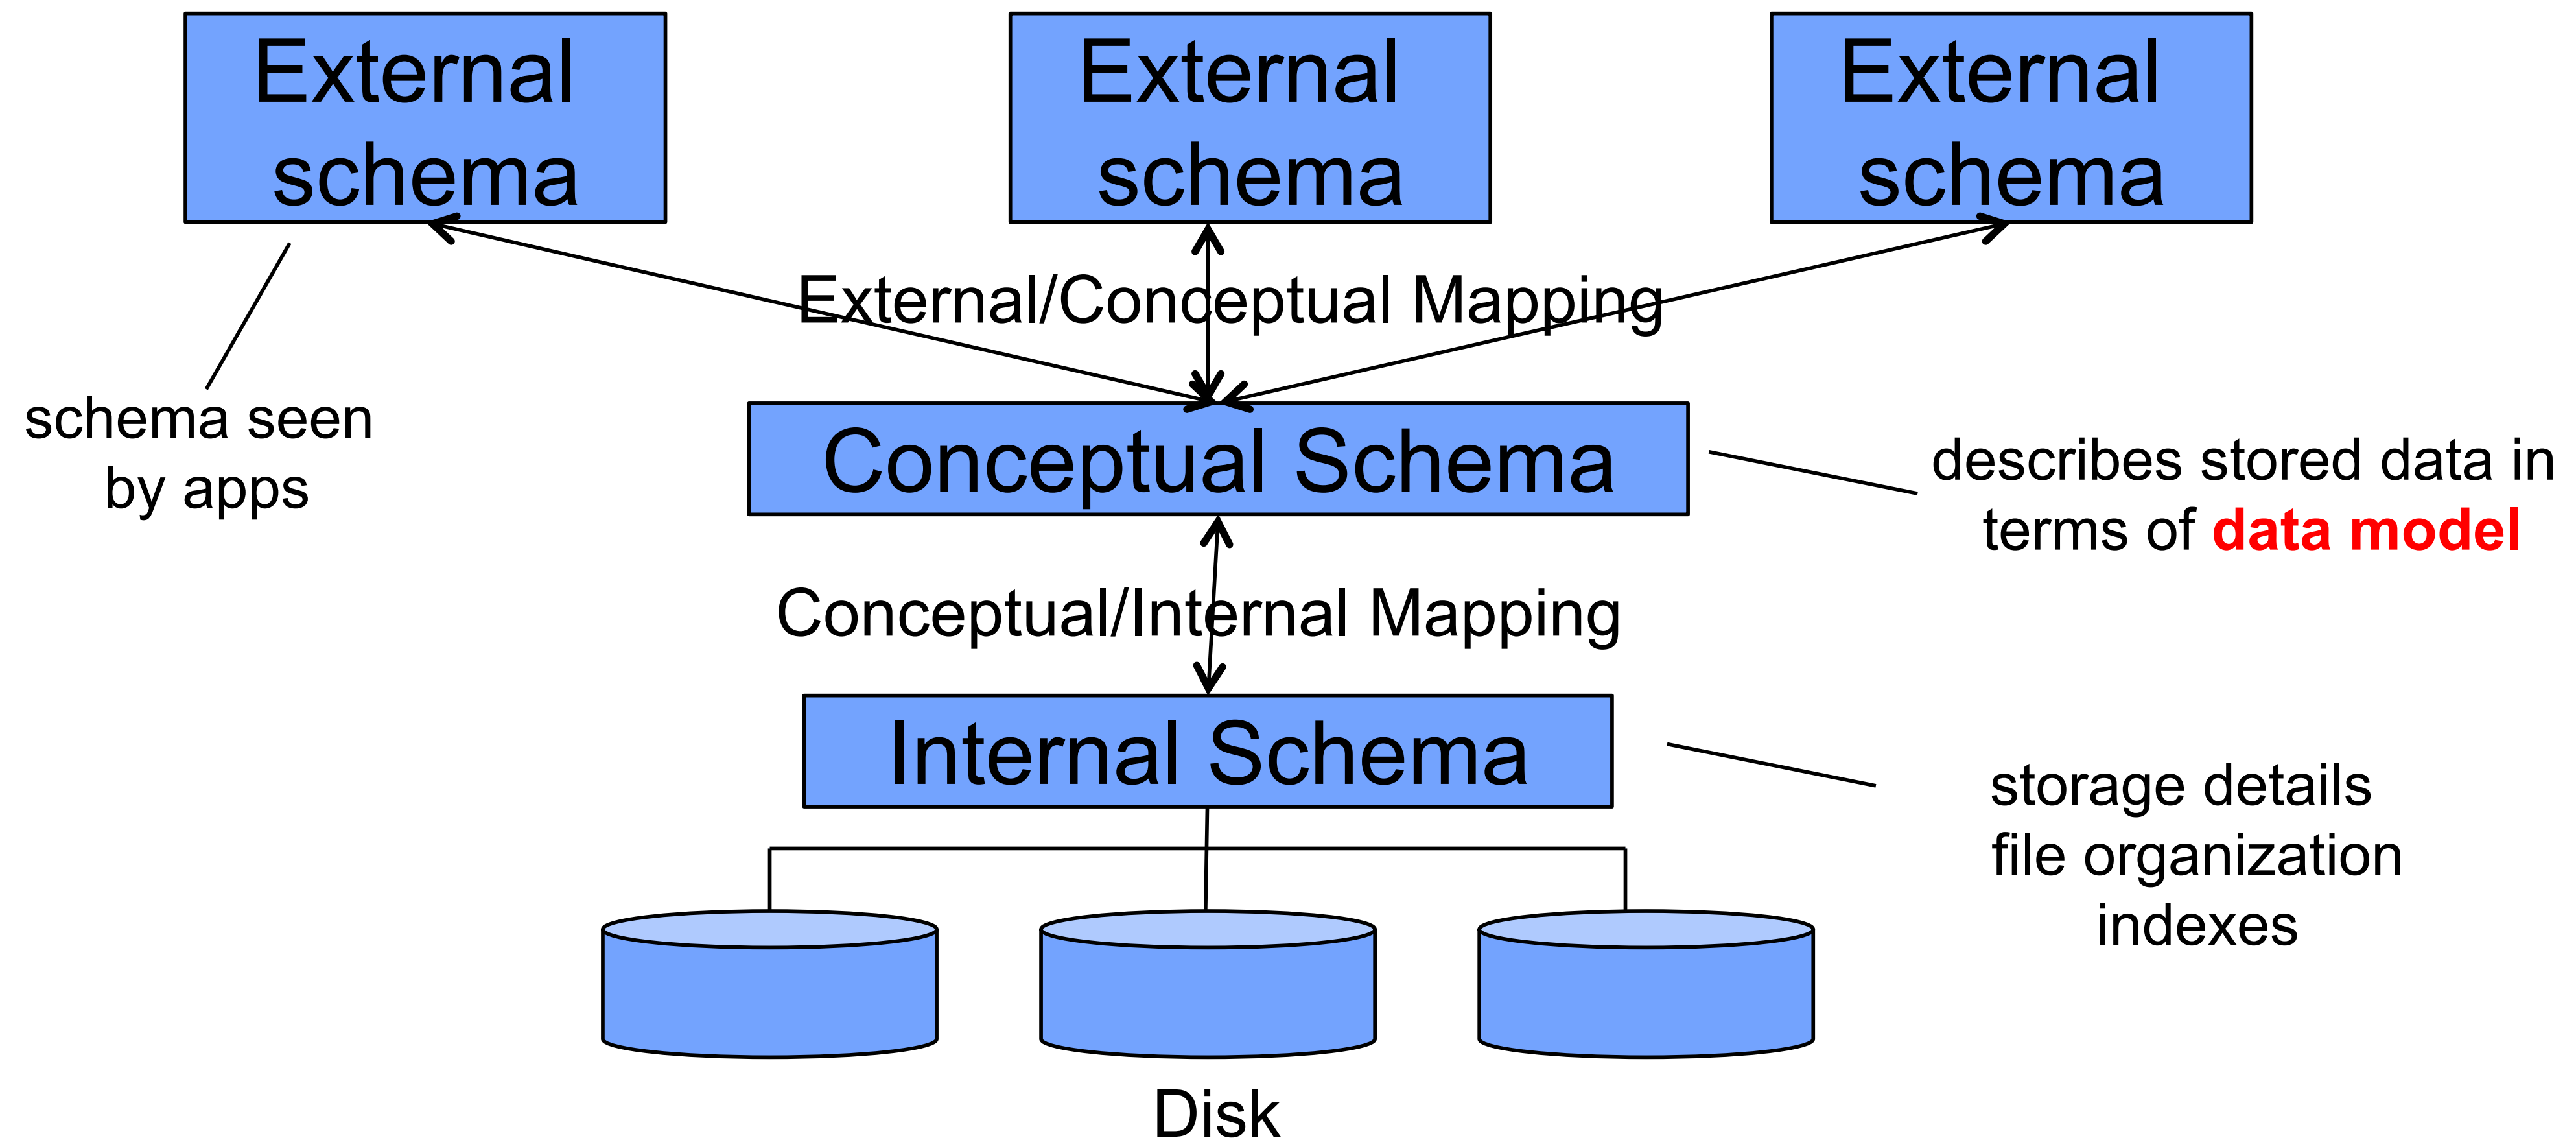 External
schema
External
schema
External
schema
External/Conceptual Mapping
schema seen
by apps
Conceptual Schema
describes stored data in
terms of data model
Conceptual/Internal Mapping
Internal Schema
storage details
file organization
indexes
Disk